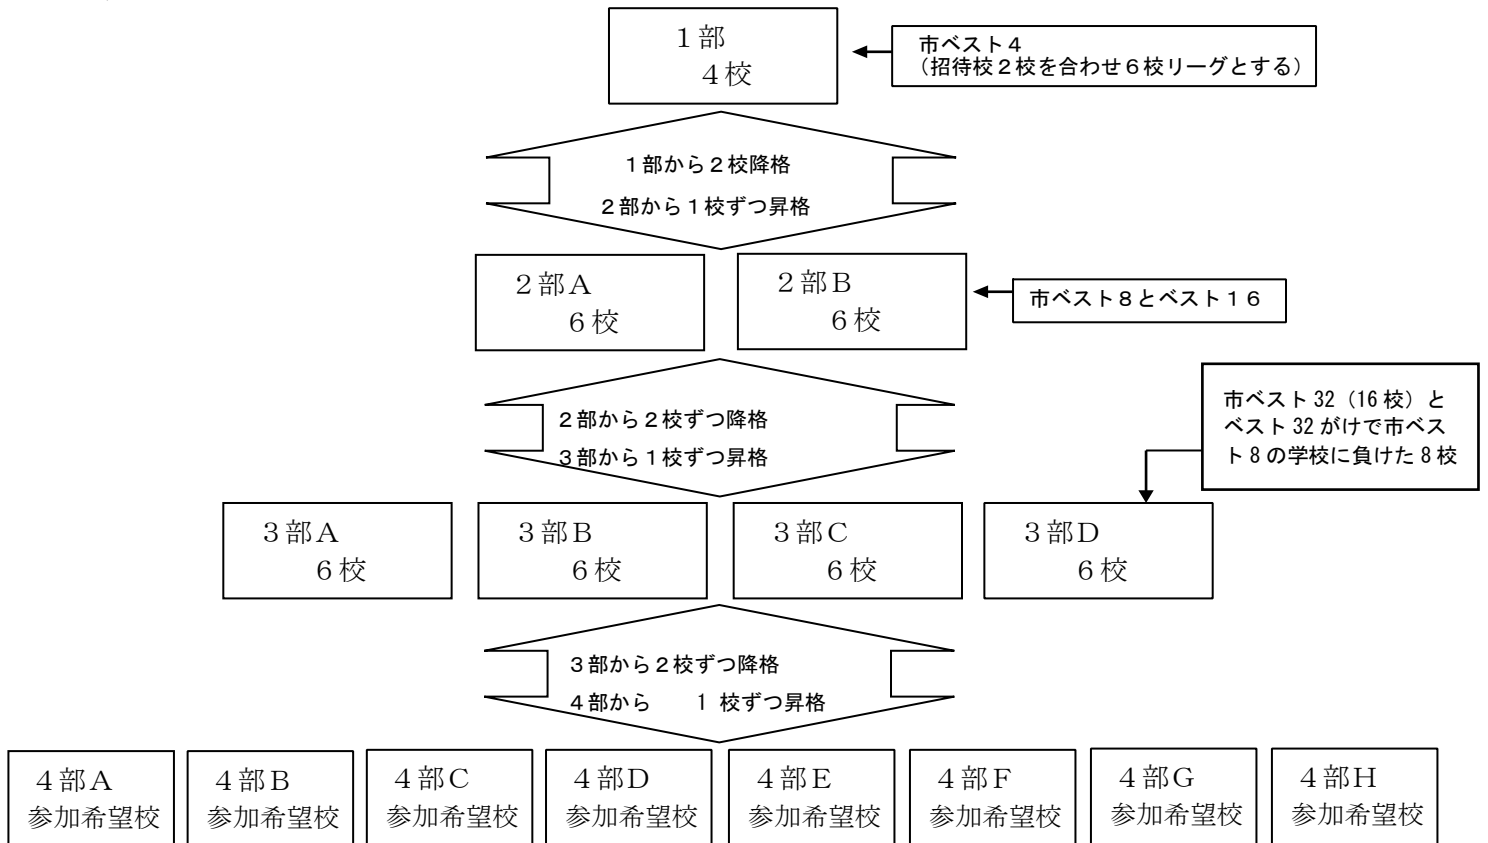 １部
４校
市ベスト４
（招待校２校を合わせ６校リーグとする）
１部から２校降格
２部から１校ずつ昇格
２部A
６校
２部B
６校
市ベスト８とベスト１６
２部から２校ずつ降格
３部から１校ずつ昇格
市ベスト 32（16 校）と
ベスト 32 がけで市ベス
ト 8 の学校に負けた 8 校
３部A
６校
３部B
６校
３部C
６校
３部D
６校
３部から２校ずつ降格
４部から　　1 校ずつ昇格
４部A
参加希望校
４部B
参加希望校
４部C
参加希望校
４部D
参加希望校
４部E
参加希望校
４部F
参加希望校
４部G
参加希望校
４部H
参加希望校